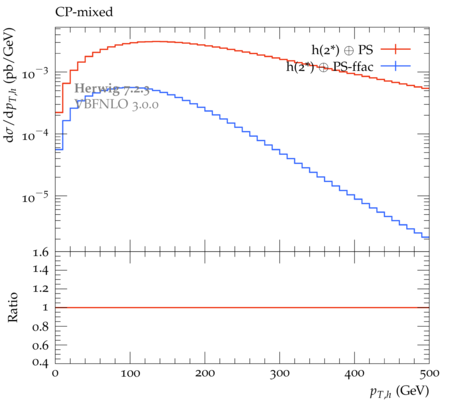 CP-mixed
dσ/dp_T,h (pb/GeV)
h(2*) ⊕ PS
h(2*) ⊕ PS-ffac
Herwig 7.2.3
VBFNLO 3.0.0
10⁻³
10⁻⁴
10⁻⁵
Ratio
1.6
1.4
1.2
1
0.8
0.6
0.4
0 100 200 300 400 500
p_T,h (GeV)